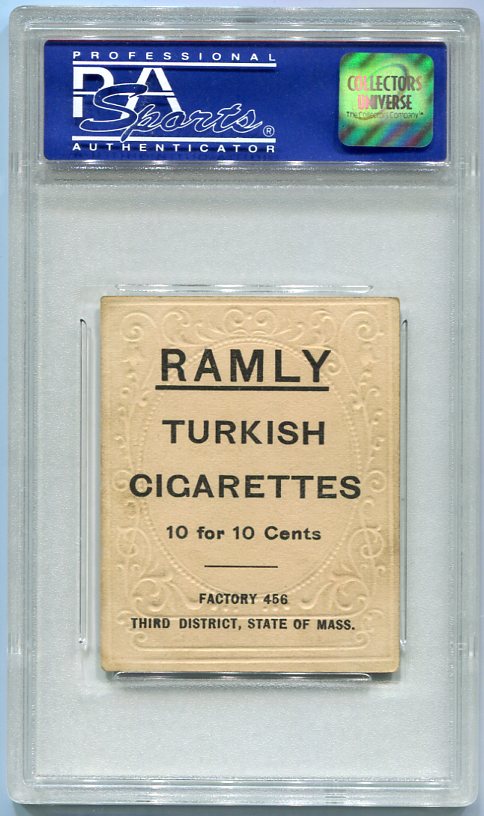 PROFESSIONAL
PSA
Sports®
AUTHENTICATOR
COLLECTORS
UNIVERSE
The Collectors Company™
RAMLY
TURKISH
CIGARETTES
10 for 10 Cents
FACTORY 456
THIRD DISTRICT, STATE OF MASS.